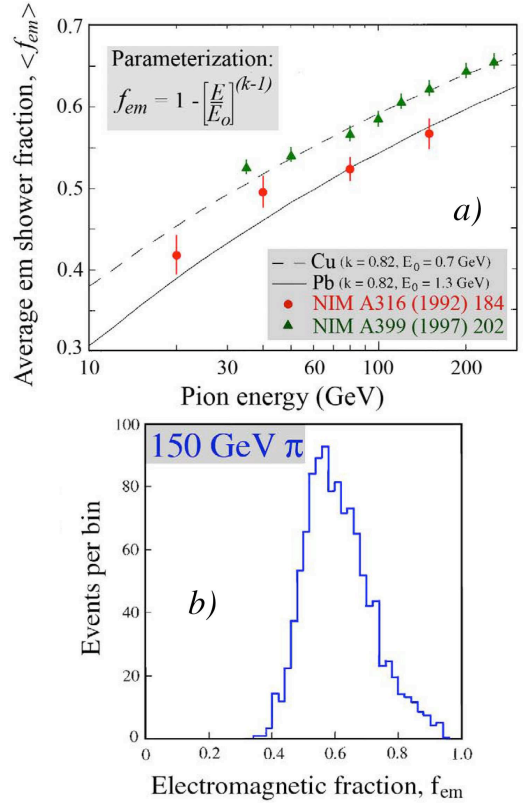 0.7
0.6
0.5
0.4
0.3
Average em shower fraction, <f_em>
Parameterization:
f_em = 1 - [E/E_o]^(k-1)
a)
Cu (k = 0.82, E_0 = 0.7 GeV)
Pb (k = 0.82, E_0 = 1.3 GeV)
NIM A316 (1992) 184
NIM A399 (1997) 202
10 30 60 100 200
Pion energy (GeV)
100
80
60
40
20
0
Events per bin
150 GeV π
b)
0 0.2 0.4 0.6 0.8 1.0
Electromagnetic fraction, f_em